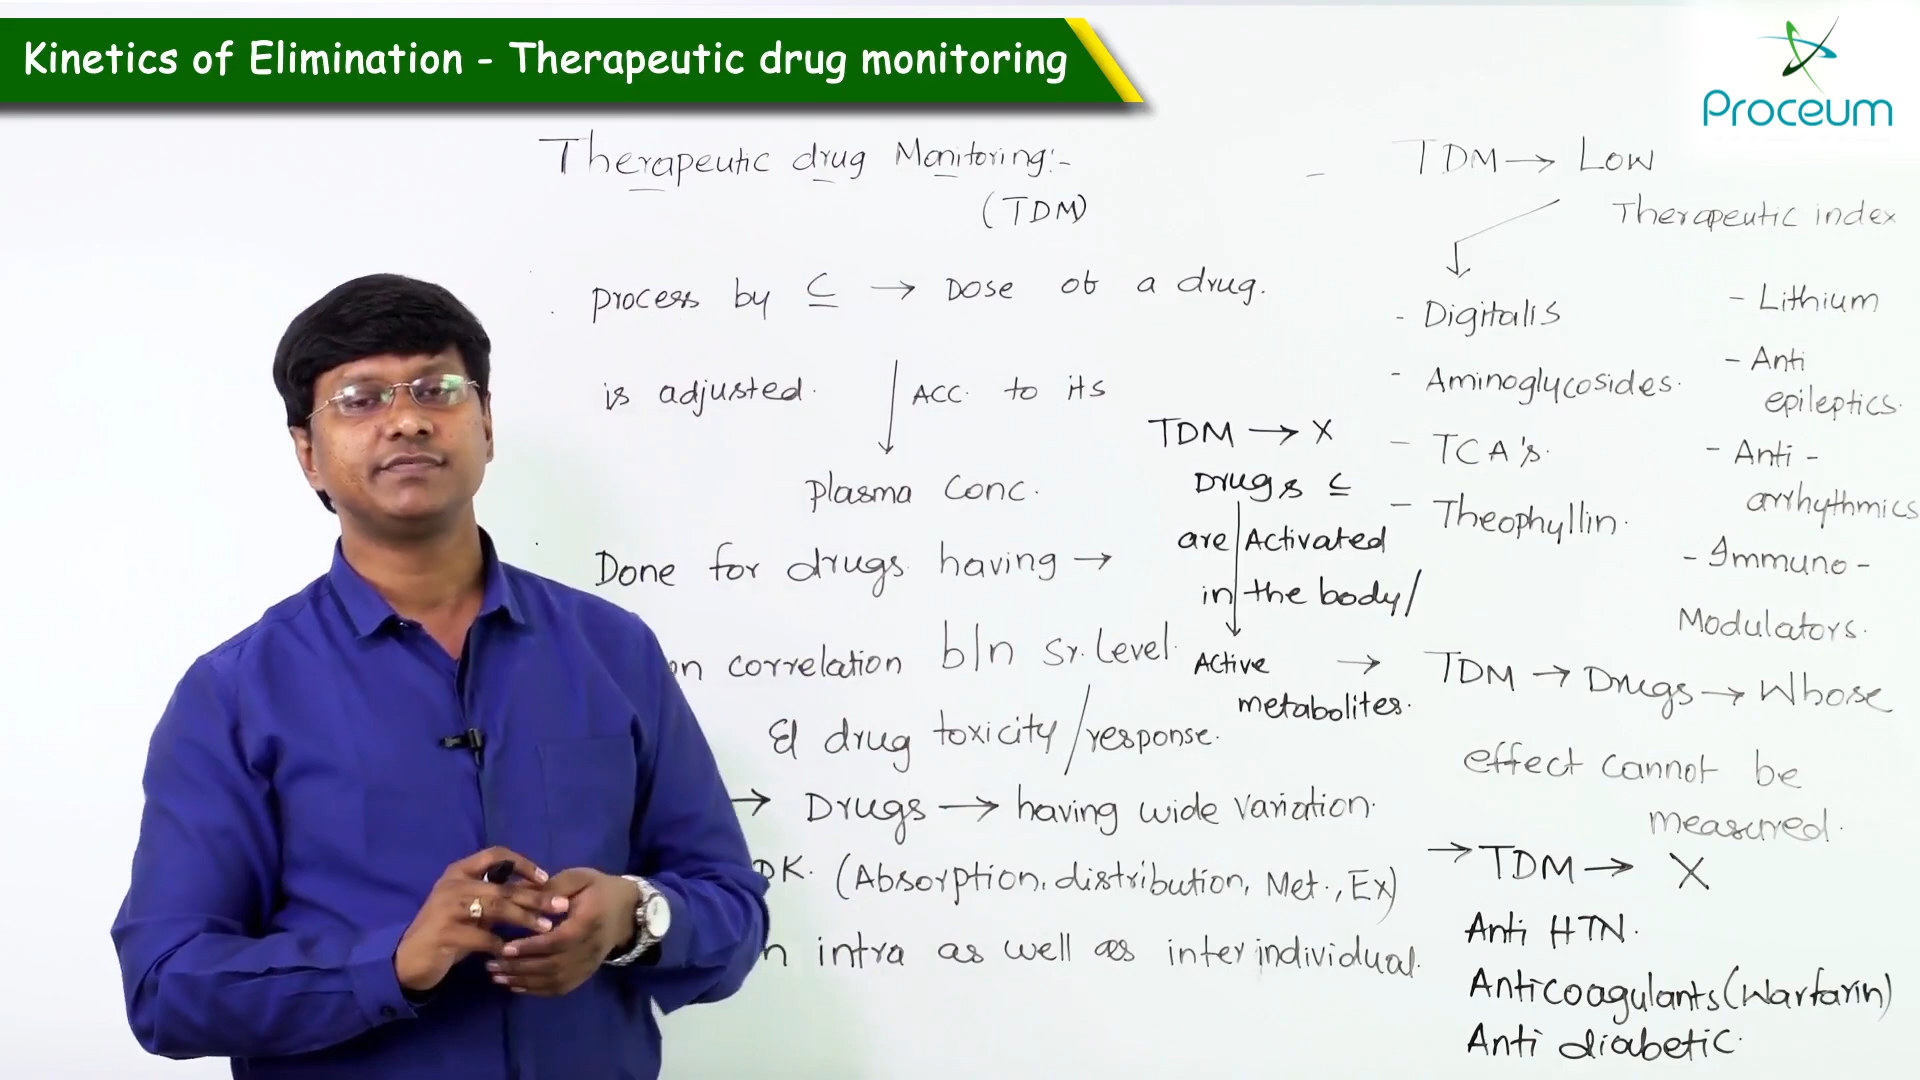 Kinetics of Elimination - Therapeutic drug monitoring
Proceum
Therapeutic drug Monitoring:-
(TDM)
process by C → Dose of a drug.
is adjusted. Acc. to its
Plasma Conc.
Done for drugs having →
correlation b/n Sr. Level
& drug toxicity/response.
→ Drugs → having wide variation
(Absorption, distribution, Met., Ex)
intra as well as inter individual.
TDM → X
Drugs C
are Activated
in the body/
Active
metabolites.
TDM → Low
Therapeutic index
- Digitalis
- Aminoglycosides.
- TCA's.
- Theophyllin.
- Lithium
- Anti
epileptics.
- Anti -
arrhythmics
- Immuno -
Modulators.
→ TDM → Drugs → Whose
effect cannot be
measured.
→ TDM → X
Anti HTN.
Anticoagulants (Warfarin)
Anti diabetic.